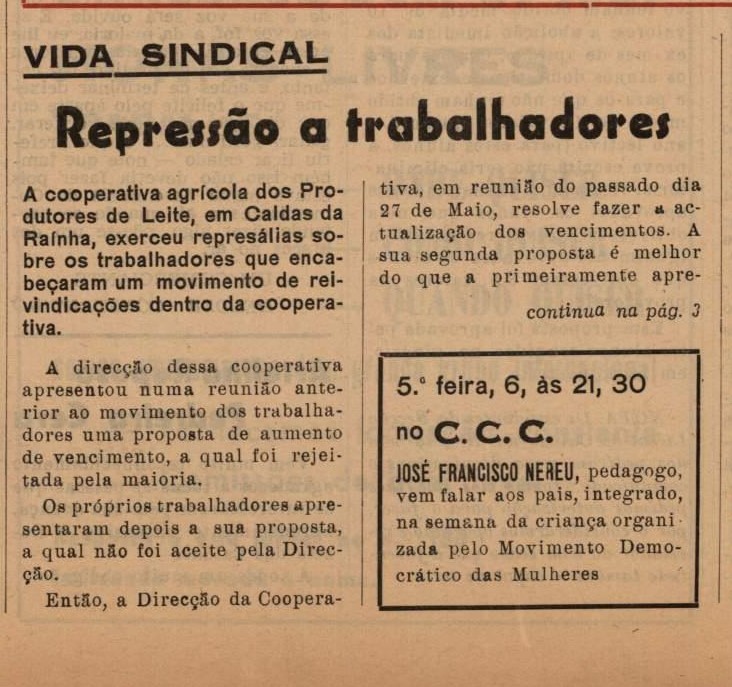 VIDA SINDICAL
Repressão a trabalhadores
A cooperativa agrícola dos Pro-
dutores de Leite, em Caldas da
Raínha, exerceu represálias so-
bre os trabalhadores que enca-
beçaram um movimento de rei-
vindicações dentro da coopera-
tiva.
A direcção dessa cooperativa
apresentou numa reunião ante-
rior ao movimento dos trabalha-
dores uma proposta de aumento
de vencimento, a qual foi rejei-
tada pela maioria.
Os próprios trabalhadores apre-
sentaram depois a sua proposta,
a qual não foi aceite pela Direc-
ção.
Então, a Direcção da Coopera-
tiva, em reunião do passado dia
27 de Maio, resolve fazer a ac-
tualização dos vencimentos. A
sua segunda proposta é melhor
do que a primeiramente apre-
continua na pág. 3
5.ª feira, 6, às 21, 30
no C. C. C.
JOSÉ FRANCISCO NEREU, pedagogo,
vem falar aos pais, integrado,
na semana da criança organi
zada pelo Movimento Demo-
crático das Mulheres